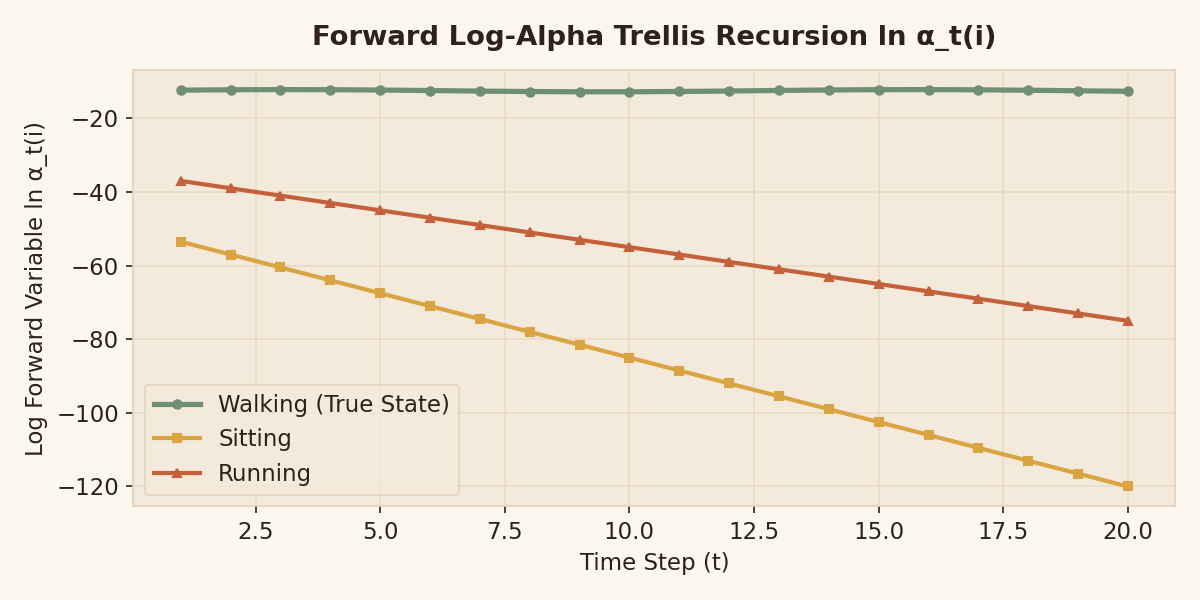 Forward Log-Alpha Trellis Recursion ln α_t(i)
Log Forward Variable ln α_t(i)
−20
−40
−60
−80
−100
−120
Walking (True State)
Sitting
Running
2.5
5.0
7.5
10.0
12.5
15.0
17.5
20.0
Time Step (t)